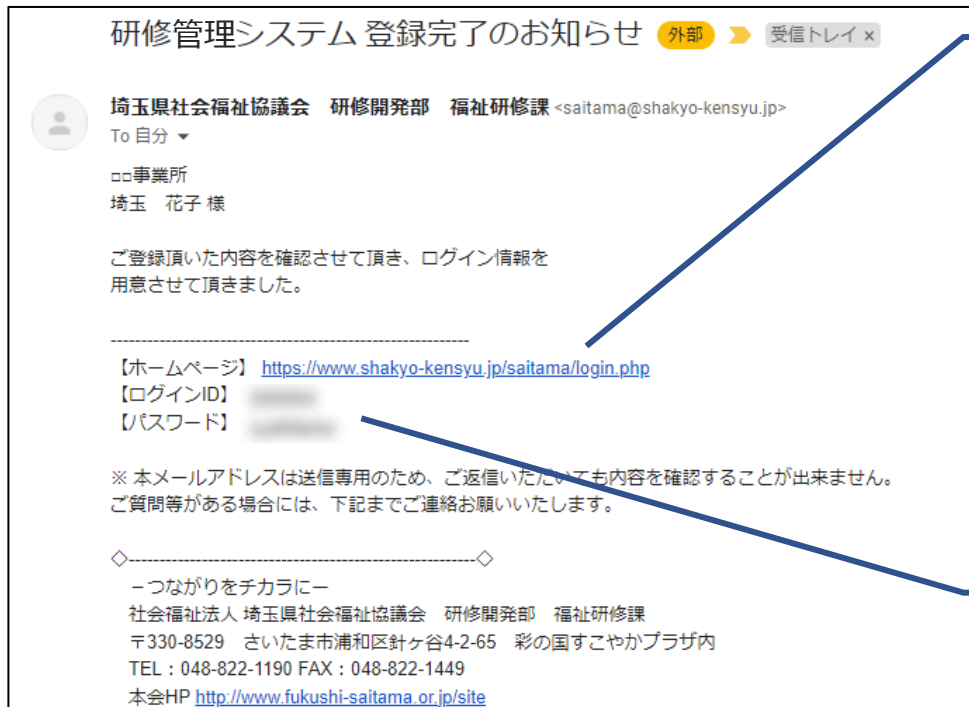 研修管理システム 登録完了のお知らせ 外部 受信トレイ ×
埼玉県社会福祉協議会　研修開発部　福祉研修課 <saitama@shakyo-kensyu.jp>
To 自分
□□事業所
埼玉　花子 様
ご登録頂いた内容を確認させて頂き、ログイン情報を
用意させて頂きました。
----------------------------------------------------------
【ホームページ】 https://www.shakyo-kensyu.jp/saitama/login.php
【ログインID】
【パスワード】
※ 本メールアドレスは送信専用のため、ご返信いただいても内容を確認することが出来ません。
ご質問等がある場合には、下記までご連絡お願いいたします。
◇--------------------------------------------------------◇
－つながりをチカラにー
社会福祉法人 埼玉県社会福祉協議会　研修開発部　福祉研修課
〒330-8529　さいたま市浦和区針ヶ谷4-2-65　彩の国すこやかプラザ内
TEL：048-822-1190 FAX：048-822-1449
本会HP http://www.fukushi-saitama.or.jp/site